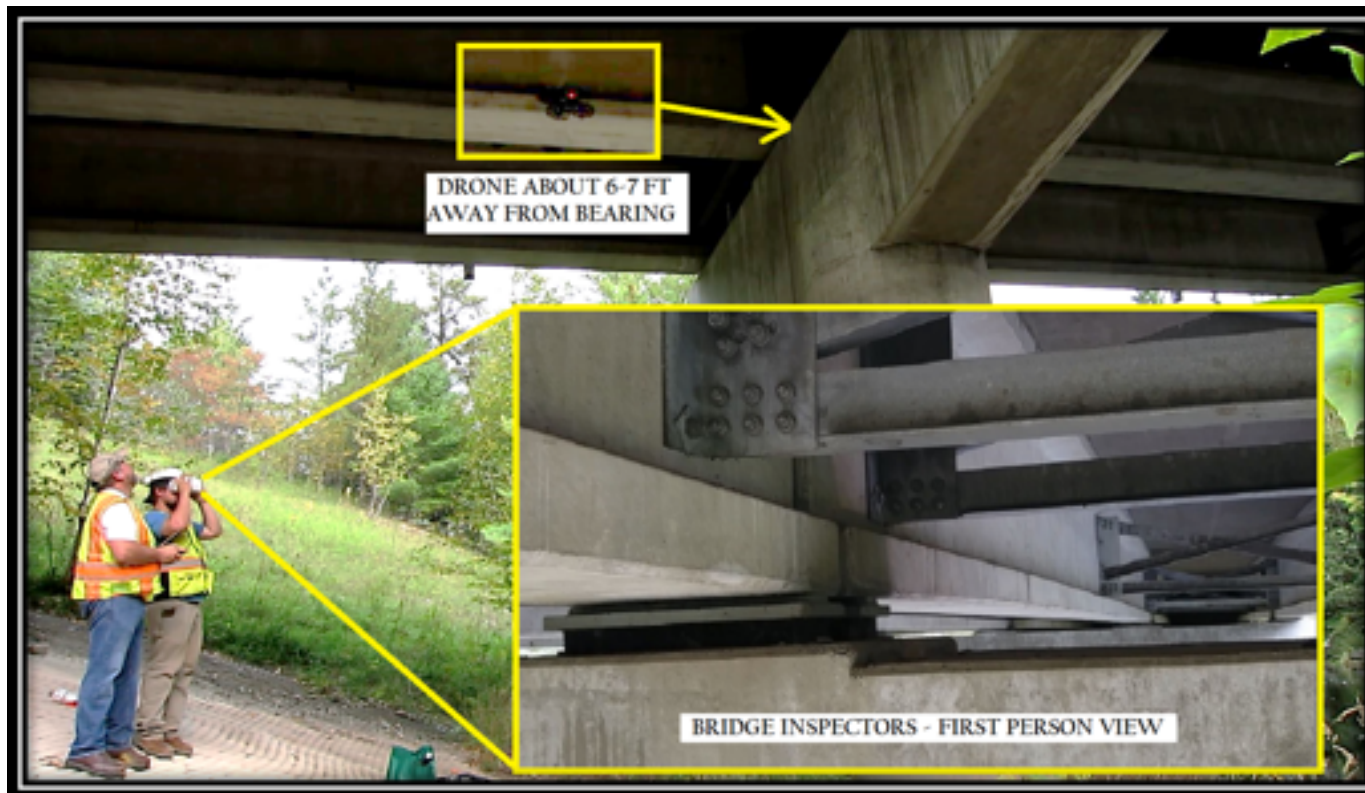 DRONE ABOUT 6-7 FT
AWAY FROM BEARING
BRIDGE INSPECTORS - FIRST PERSON VIEW